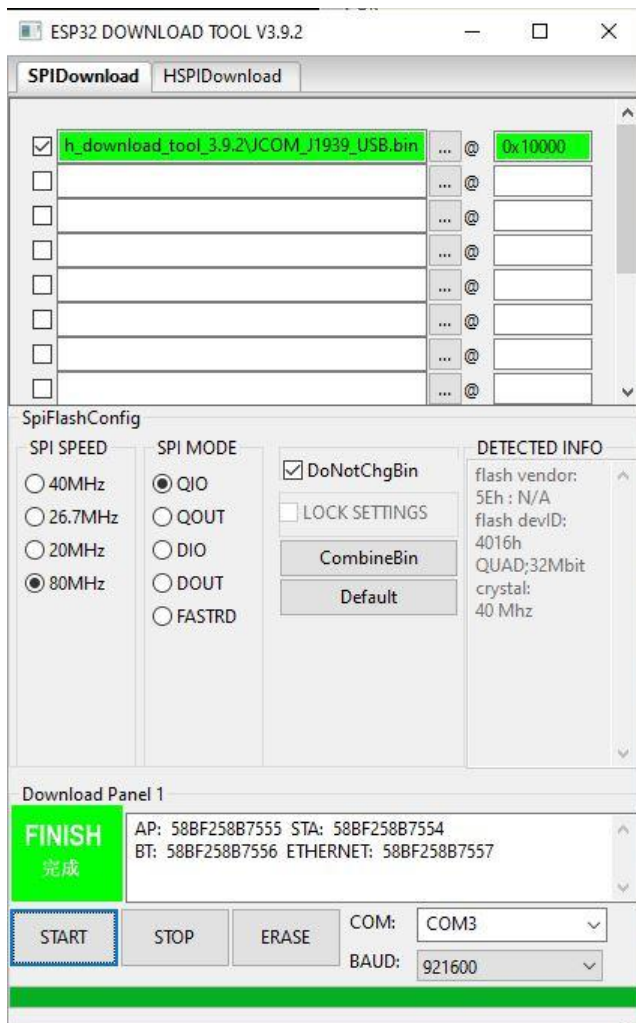 ESP32 DOWNLOAD TOOL V3.9.2
SPIDownload HSPIDownload
h_download_tool_3.9.2\JCOM_J1939_USB.bin ... @ 0x10000
... @
... @
... @
... @
... @
... @
... @
SpiFlashConfig
SPI SPEED
40MHz
26.7MHz
20MHz
80MHz
SPI MODE
QIO
QOUT
DIO
DOUT
FASTRD
DoNotChgBin
LOCK SETTINGS
CombineBin
Default
DETECTED INFO
flash vendor:
5Eh : N/A
flash devID:
4016h
QUAD;32Mbit
crystal:
40 Mhz
Download Panel 1
FINISH
完成
AP: 58BF258B7555 STA: 58BF258B7554
BT: 58BF258B7556 ETHERNET: 58BF258B7557
START STOP ERASE
COM: COM3
BAUD: 921600